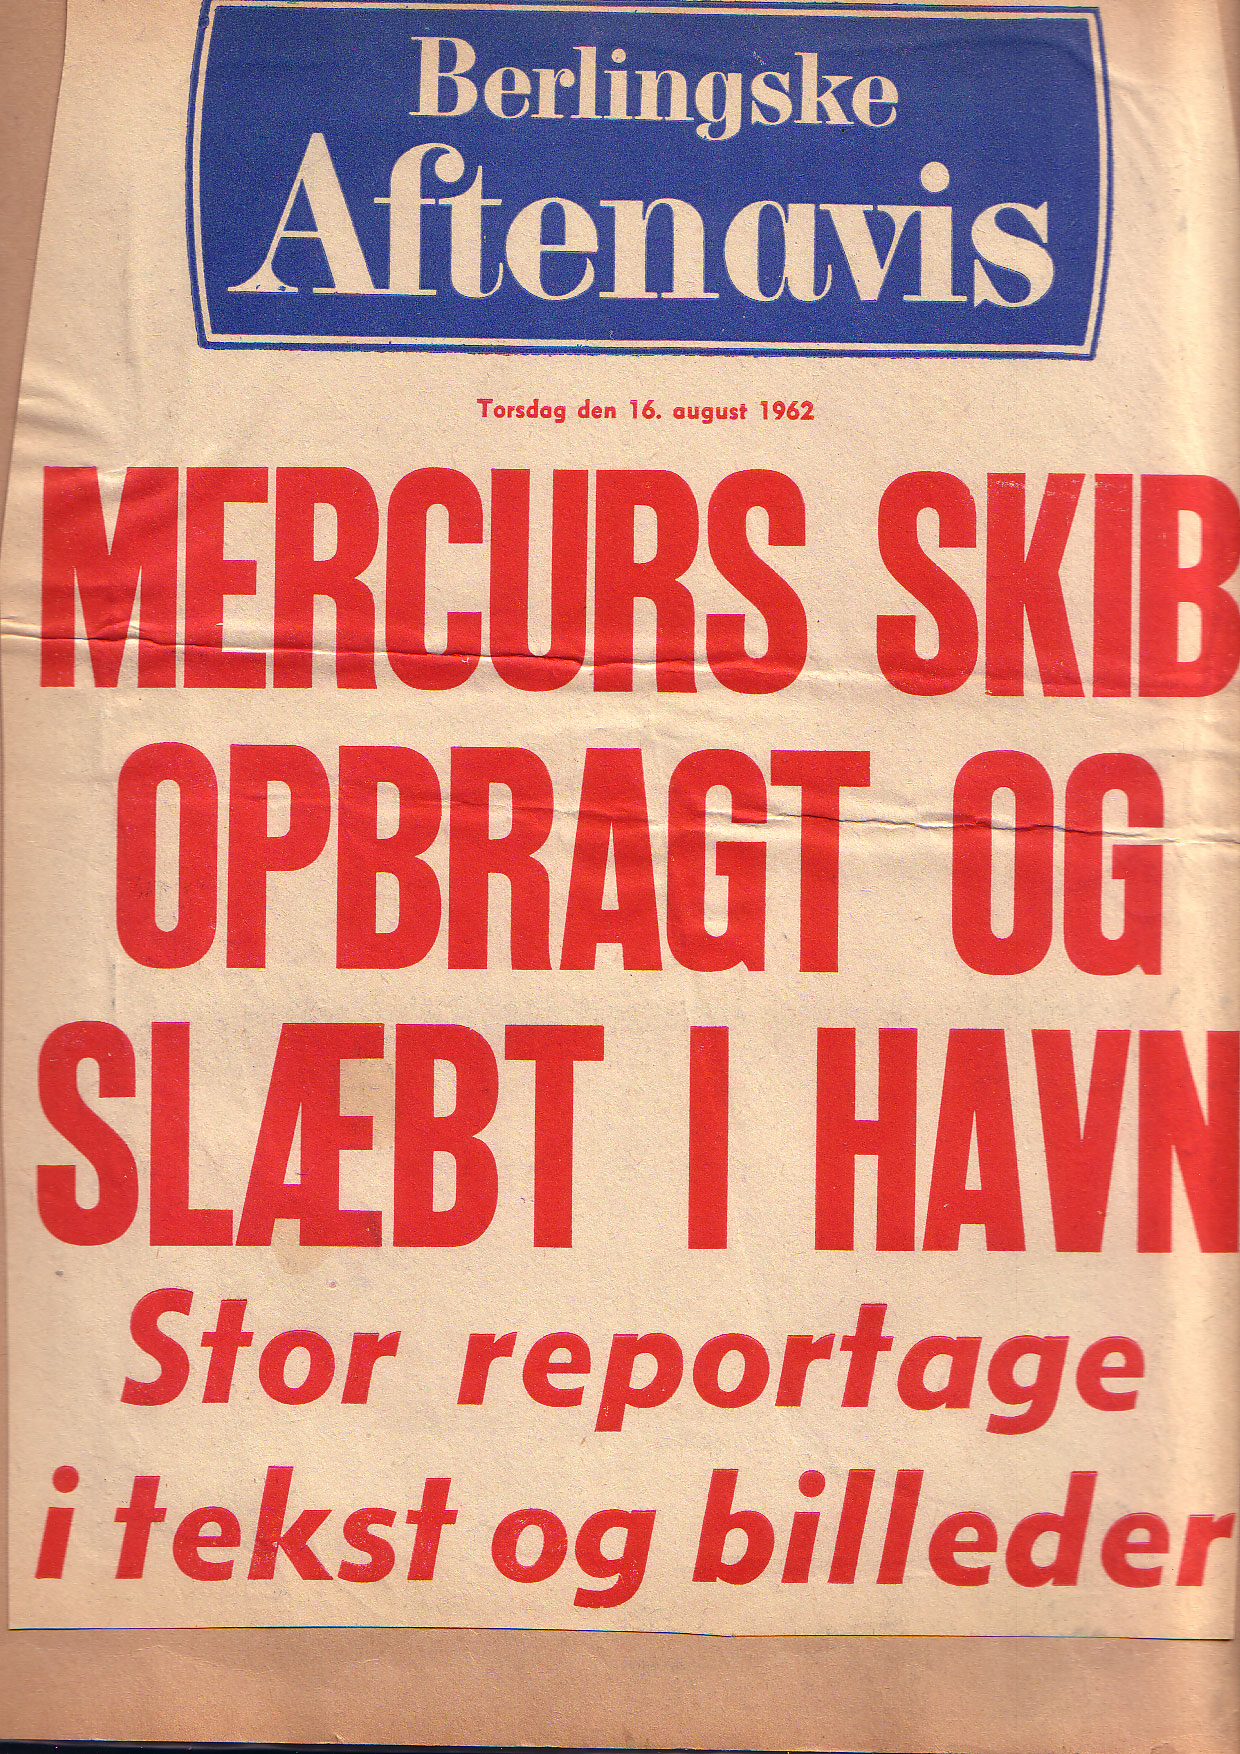 Berlingske
Aftenavis
Torsdag den 16. august 1962
MERCURS SKIB
OPBRAGT OG
SLÆBT I HAVN
Stor reportage
i tekst og billeder